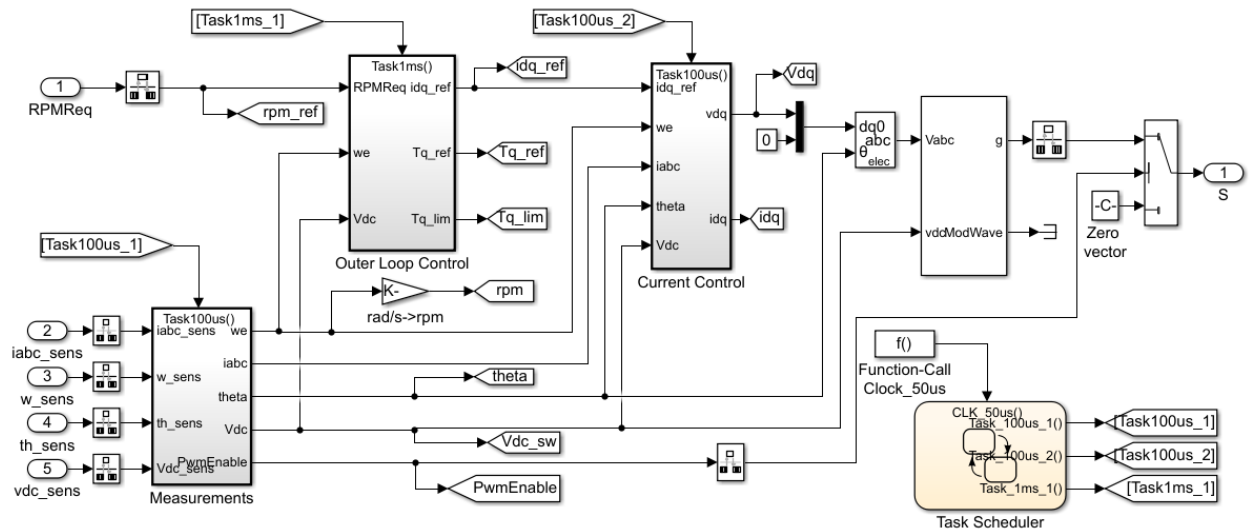 [Task1ms_1]
[Task100us_2]
1
RPMReq
rpm_ref
Task1ms()
RPMReq
idq_ref
we
Tq_ref
Vdc
Tq_lim
Outer Loop Control
idq_ref
Tq_ref
Tq_lim
Task100us()
idq_ref
vdq
we
iabc
theta
idq
Vdc
Current Control
Vdq
0
idq
dq0
abc
θelec
Vabc
g
vdc
ModWave
-C-
Zero
vector
1
S
[Task100us_1]
K-
rad/s->rpm
rpm
2
iabc_sens
3
w_sens
4
th_sens
5
vdc_sens
Task100us()
iabc_sens
we
iabc
w_sens
theta
th_sens
Vdc
Vdc_sens
PwmEnable
Measurements
theta
Vdc_sw
PwmEnable
f()
Function-Call
Clock_50us
CLK_50us()
Task_100us_1()
Task_100us_2()
Task_1ms_1()
Task Scheduler
[Task100us_1]
[Task100us_2]
[Task1ms_1]